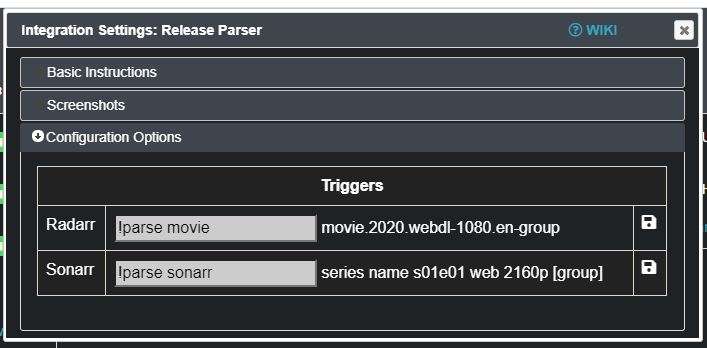 Integration Settings: Release Parser
WIKI
Basic Instructions
Screenshots
Configuration Options
Triggers
Radarr !parse movie movie.2020.webdl-1080.en-group
Sonarr !parse sonarr series name s01e01 web 2160p [group]